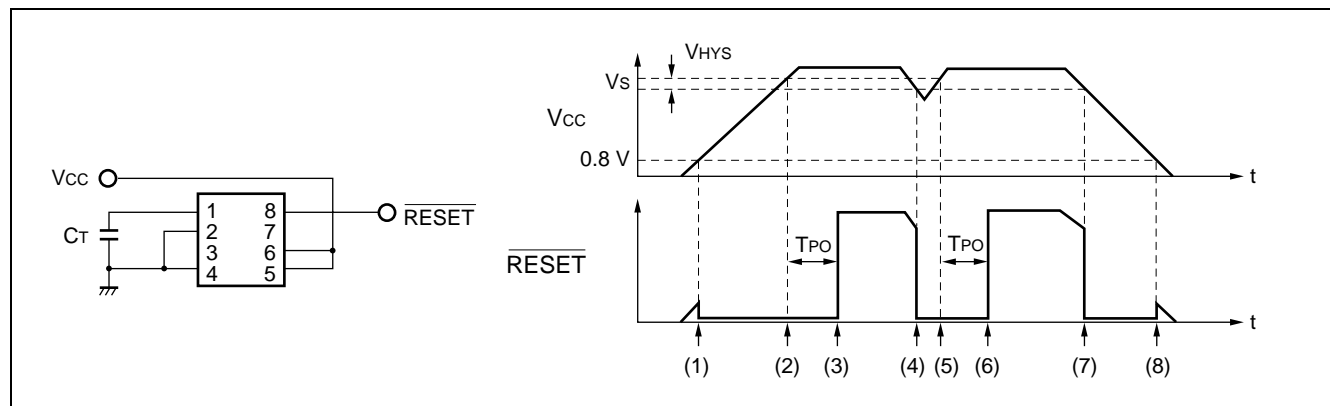 VCC
CT
1 8
2 7
3 6
4 5
RESET
VHYS
VS
VCC
0.8 V
t
TPO TPO
RESET
t
(1) (2) (3) (4) (5) (6) (7) (8)